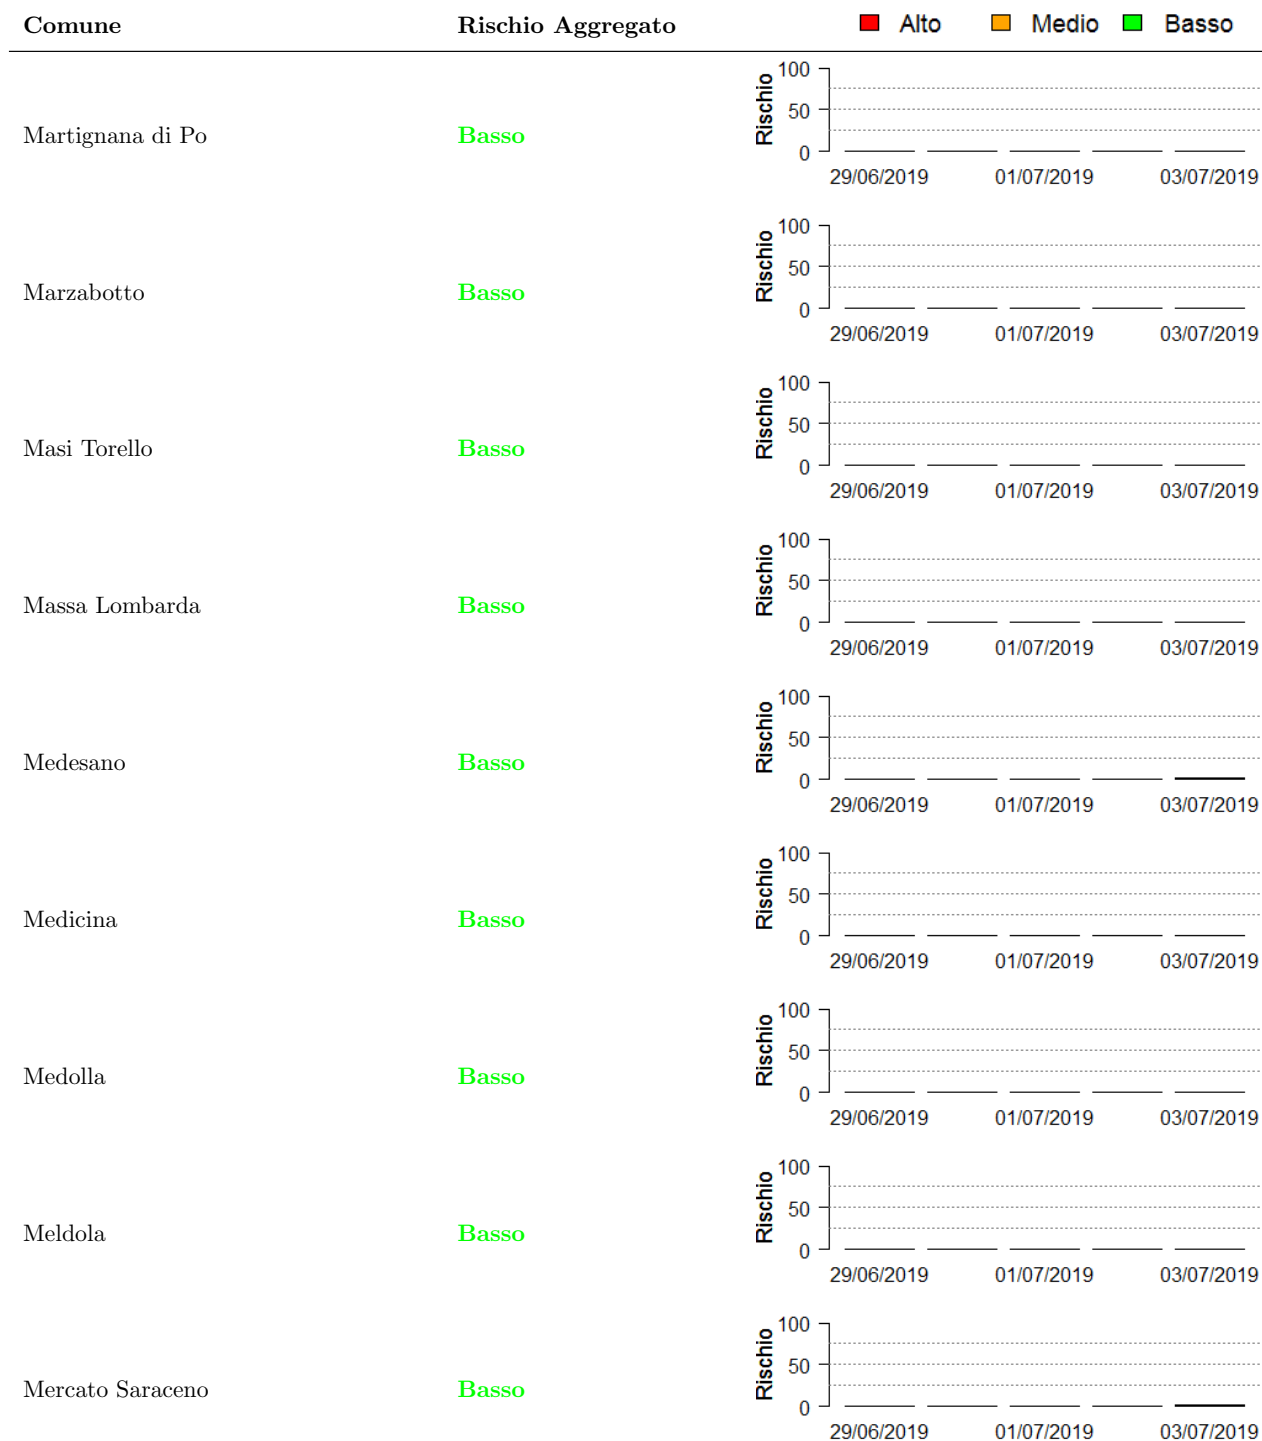 Comune Rischio Aggregato Alto Medio Basso
Martignana di Po Basso Rischio 100 50 0
29/06/2019 01/07/2019 03/07/2019
Marzabotto Basso Rischio 100 50 0
29/06/2019 01/07/2019 03/07/2019
Masi Torello Basso Rischio 100 50 0
29/06/2019 01/07/2019 03/07/2019
Massa Lombarda Basso Rischio 100 50 0
29/06/2019 01/07/2019 03/07/2019
Medesano Basso Rischio 100 50 0
29/06/2019 01/07/2019 03/07/2019
Medicina Basso Rischio 100 50 0
29/06/2019 01/07/2019 03/07/2019
Medolla Basso Rischio 100 50 0
29/06/2019 01/07/2019 03/07/2019
Meldola Basso Rischio 100 50 0
29/06/2019 01/07/2019 03/07/2019
Mercato Saraceno Basso Rischio 100 50 0
29/06/2019 01/07/2019 03/07/2019